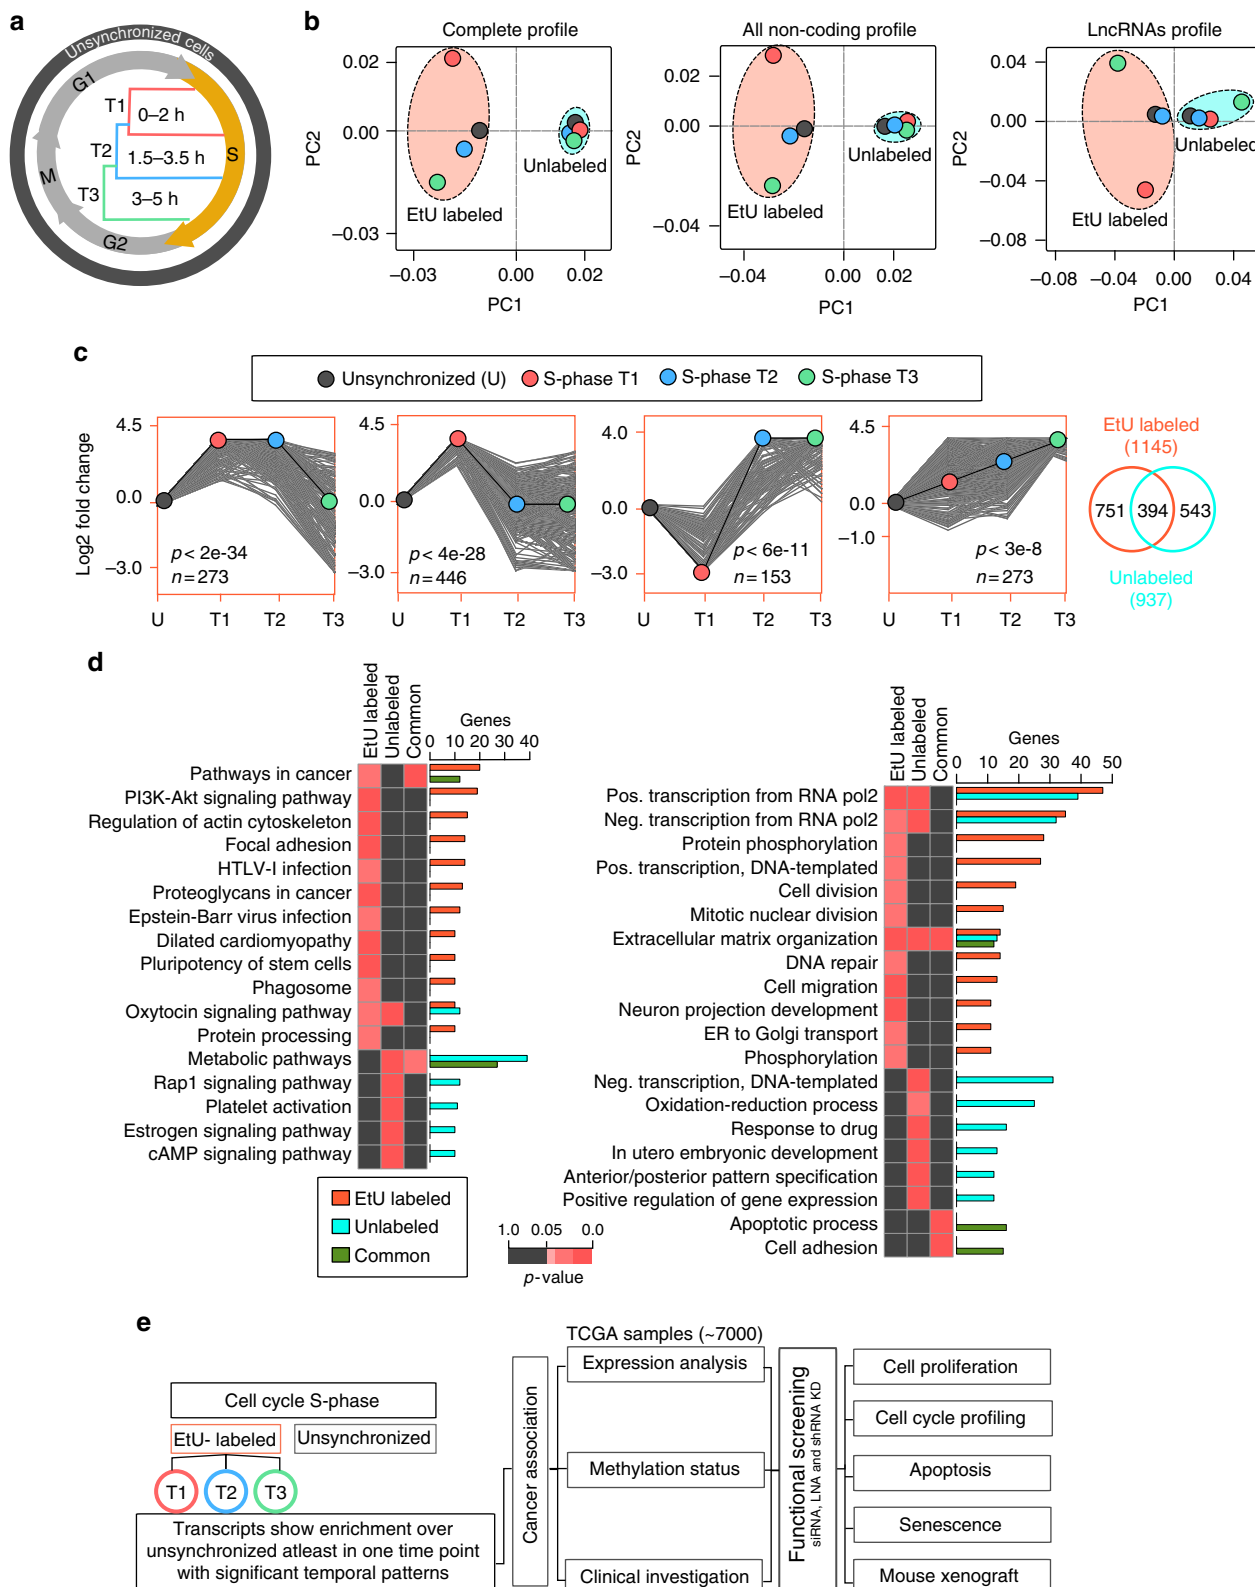 a
Unsynchronized cells
G1
S
G2
M
T1
0–2 h
T2
1.5–3.5 h
T3
3–5 h
b
Complete profile
PC2
0.02
0.00
–0.03
EtU labeled
Unlabeled
–0.03 0.00 0.02
PC1
All non-coding profile
PC2
0.02
0.00
–0.04
EtU labeled
Unlabeled
–0.04 0.00 0.02
PC1
LncRNAs profile
PC2
0.04
0.00
–0.04
–0.08
EtU labeled
Unlabeled
–0.08 –0.04 0.00 0.04
PC1
c
Unsynchronized (U) S-phase T1 S-phase T2 S-phase T3
Log2 fold change
4.5
0.0
–3.0
p < 2e-34
n = 273
U T1 T2 T3
4.5
0.0
–3.0
p < 4e-28
n = 446
U T1 T2 T3
4.0
0.0
–3.0
p < 6e-11
n = 153
U T1 T2 T3
4.5
0.0
–1.0
p < 3e-8
n = 273
U T1 T2 T3
EtU labeled
(1145)
751 394 543
Unlabeled
(937)
d
EtU labeled
Unlabeled
Common
Genes
0 10 20 30 40
Pathways in cancer
PI3K-Akt signaling pathway
Regulation of actin cytoskeleton
Focal adhesion
HTLV-I infection
Proteoglycans in cancer
Epstein-Barr virus infection
Dilated cardiomyopathy
Pluripotency of stem cells
Phagosome
Oxytocin signaling pathway
Protein processing
Metabolic pathways
Rap1 signaling pathway
Platelet activation
Estrogen signaling pathway
cAMP signaling pathway
EtU labeled
Unlabeled
Common
1.0 0.05 0.0
p-value
EtU labeled
Unlabeled
Common
Genes
0 10 20 30 40 50
Pos. transcription from RNA pol2
Neg. transcription from RNA pol2
Protein phosphorylation
Pos. transcription, DNA-templated
Cell division
Mitotic nuclear division
Extracellular matrix organization
DNA repair
Cell migration
Neuron projection development
ER to Golgi transport
Phosphorylation
Neg. transcription, DNA-templated
Oxidation-reduction process
Response to drug
In utero embryonic development
Anterior/posterior pattern specification
Positive regulation of gene expression
Apoptotic process
Cell adhesion
e
Cell cycle S-phase
EtU- labeled
Unsynchronized
T1 T2 T3
Transcripts show enrichment over
unsynchronized atleast in one time point
with significant temporal patterns
Cancer association
TCGA samples (~7000)
Expression analysis
Methylation status
Clinical investigation
Functional screening
siRNA, LNA and shRNA KD
Cell proliferation
Cell cycle profiling
Apoptosis
Senescence
Mouse xenograft